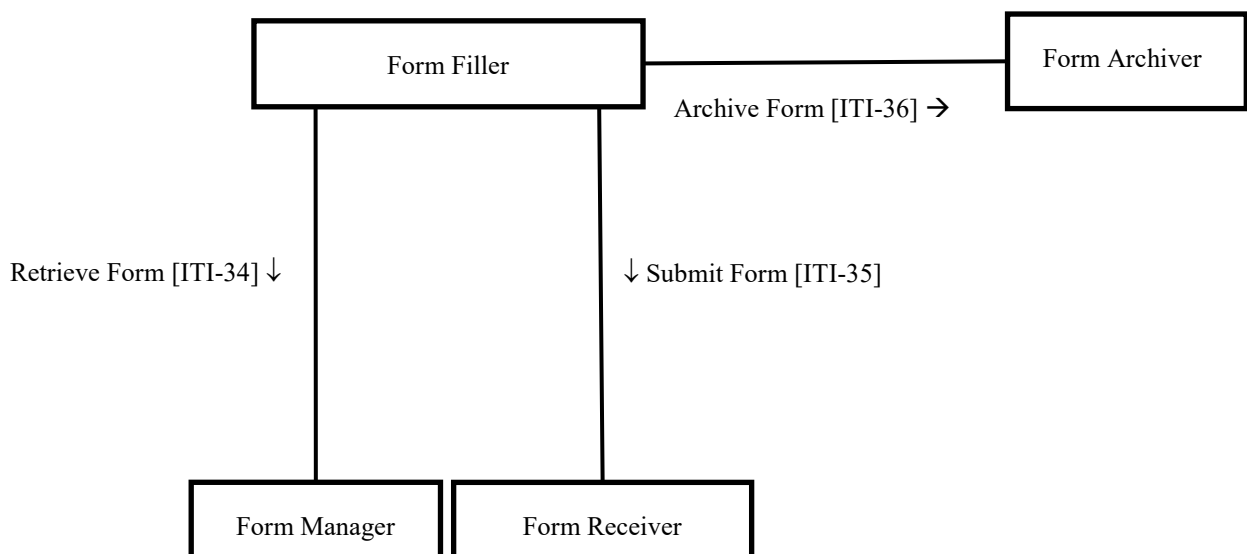 Form Filler
Form Archiver
Archive Form [ITI-36] →
Retrieve Form [ITI-34] ↓
↓ Submit Form [ITI-35]
Form Manager
Form Receiver